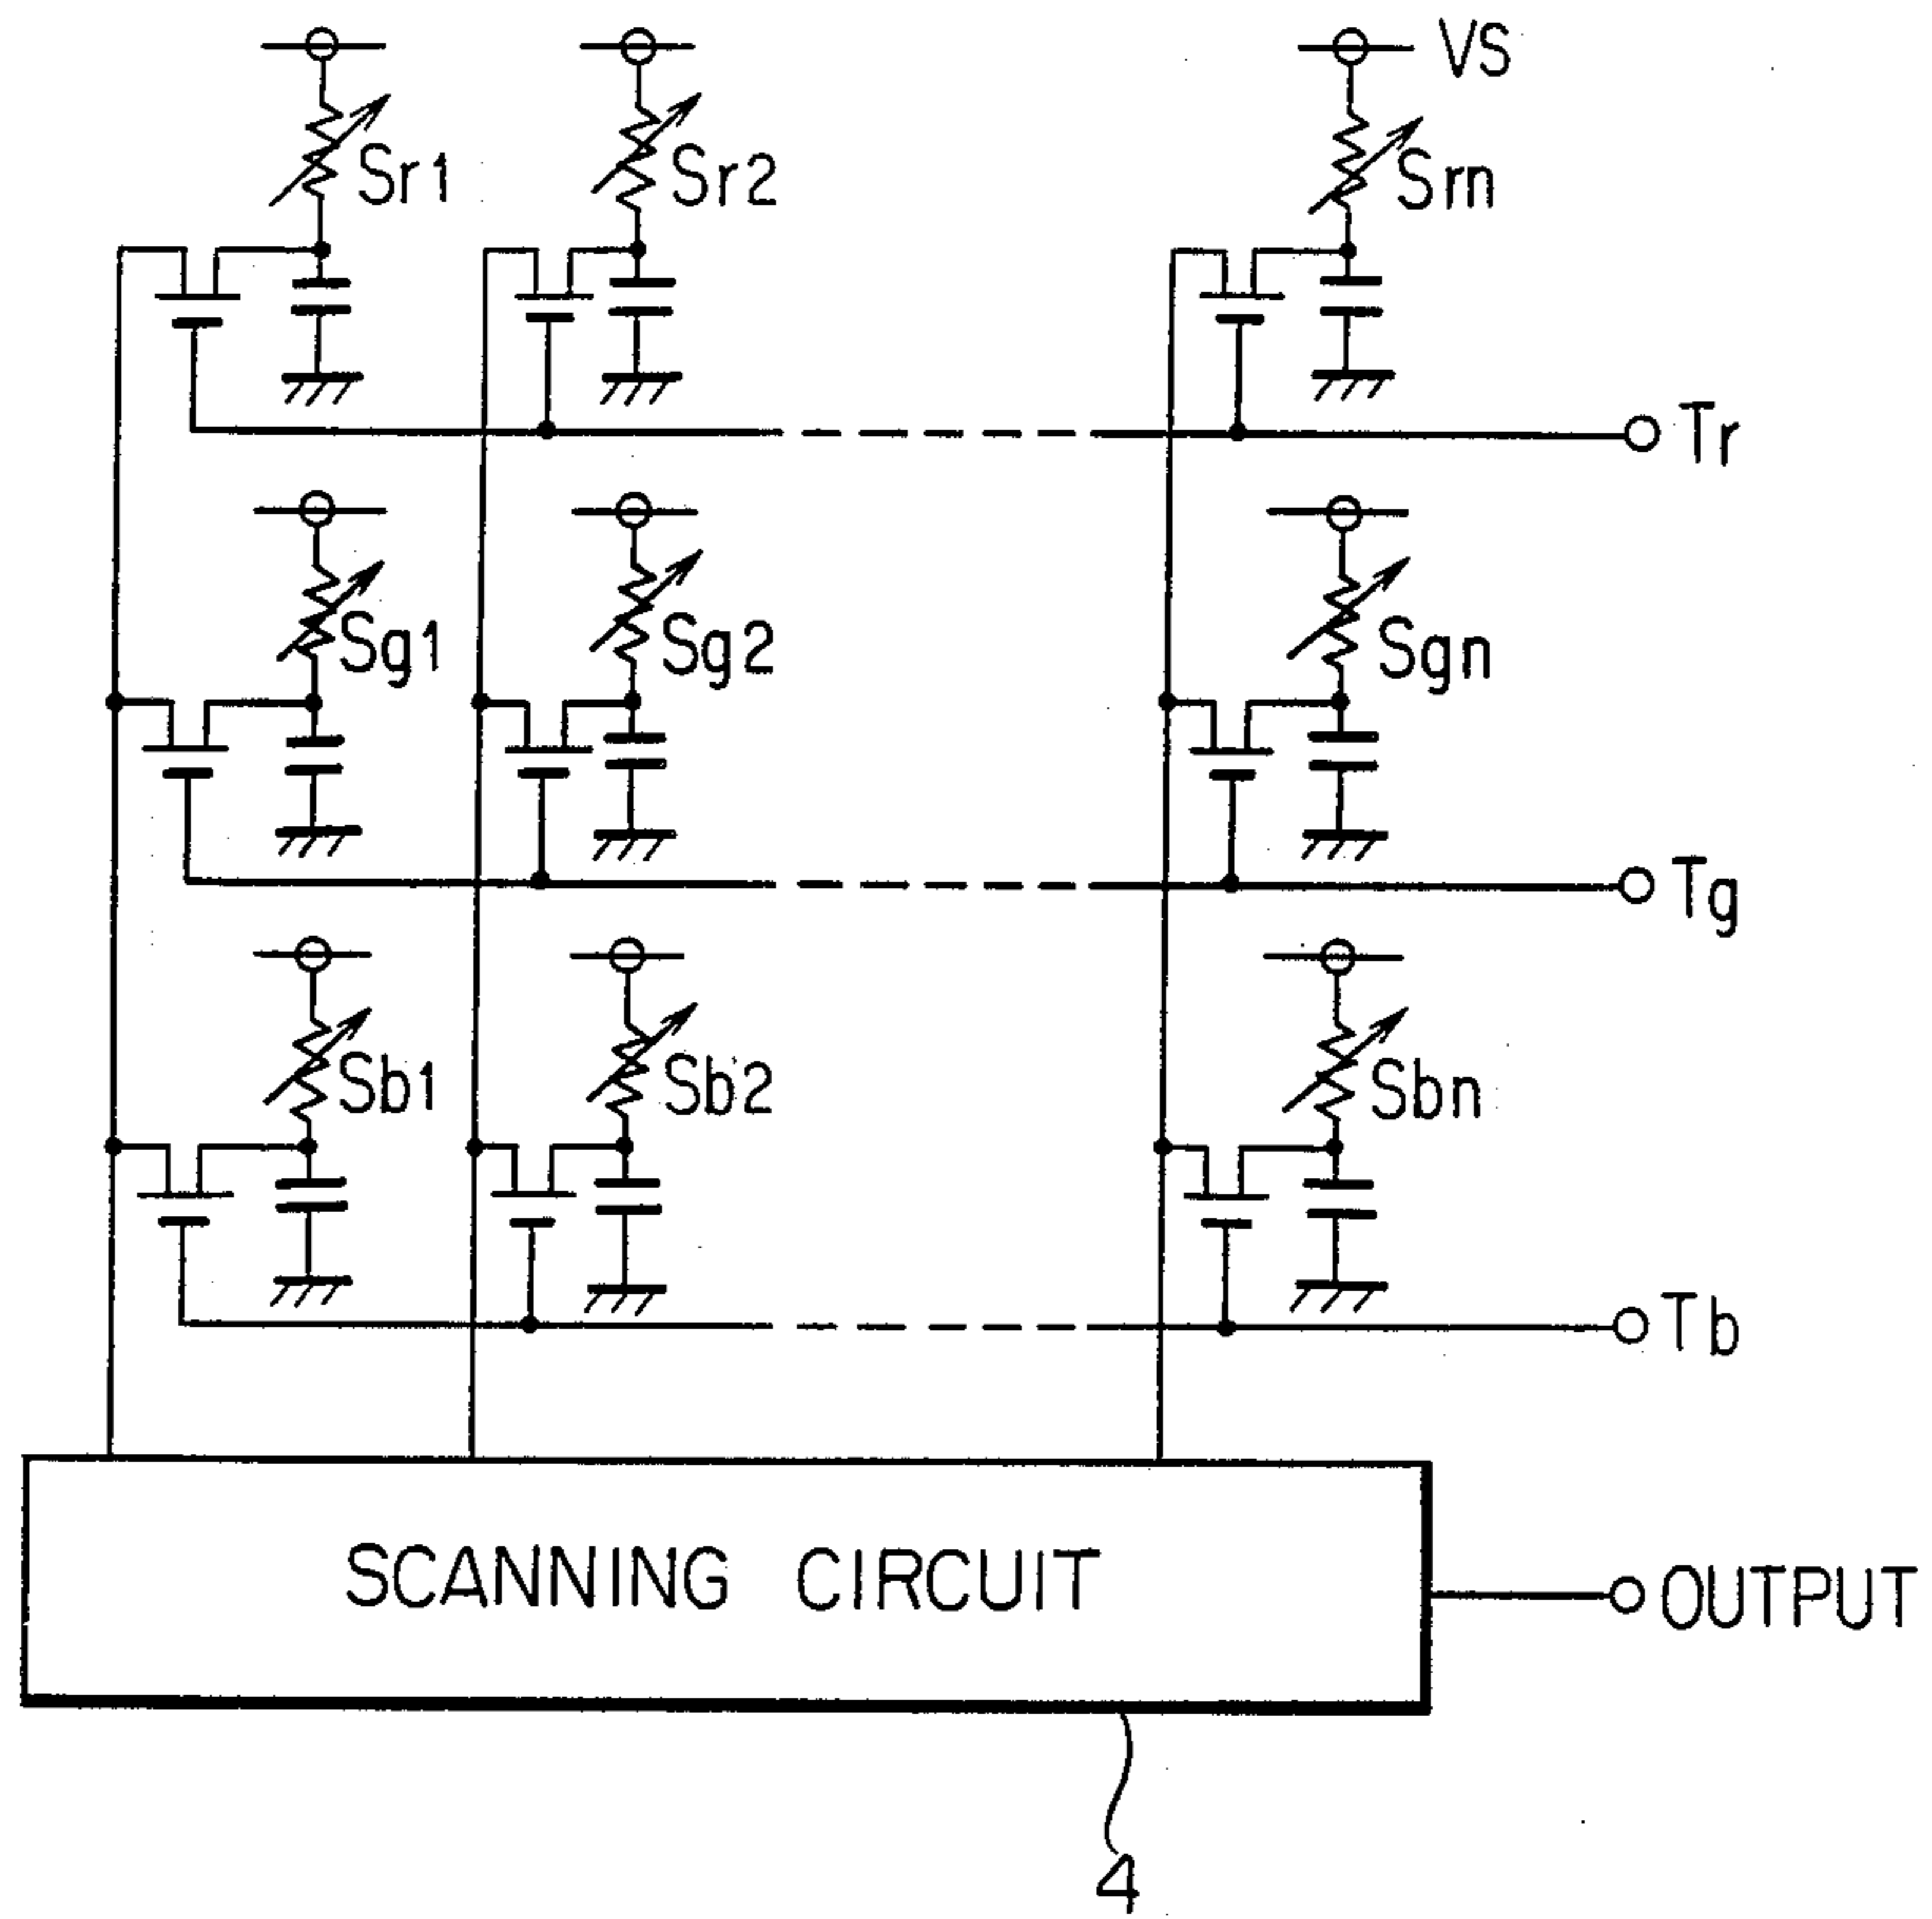 VS
Sr1 Sr2 Srn
Tr
Sg1 Sg2 Sgn
Tg
Sb1 Sb2 Sbn
Tb
SCANNING CIRCUIT
OUTPUT
4